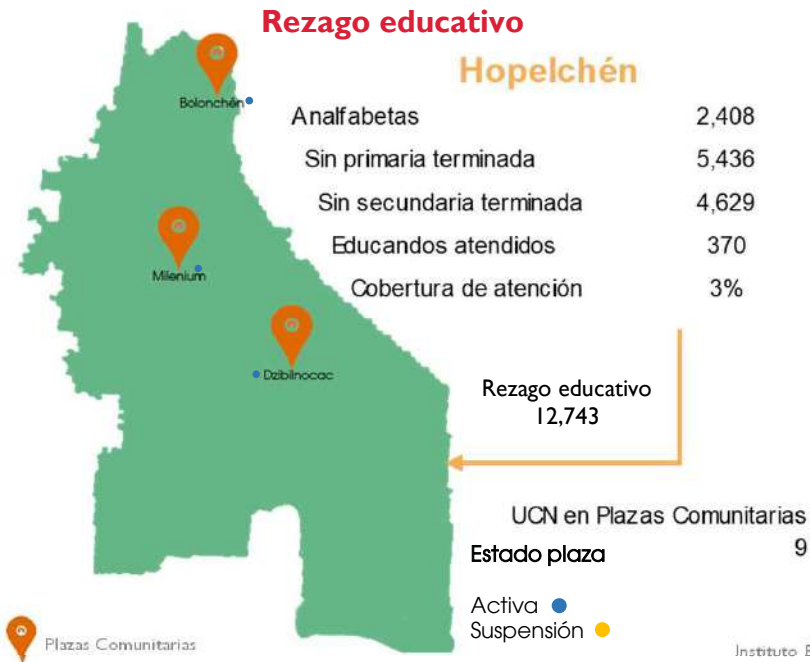 Rezago educativo
Hopelchén
Bolonchén
Analfabetas 2,408
Sin primaria terminada 5,436
Sin secundaria terminada 4,629
Educandos atendidos 370
Milenium
Cobertura de atención 3%
Dzibilnocac
Rezago educativo
12,743
UCN en Plazas Comunitarias
9
Estado plaza
Activa
Suspensión
Plazas Comunitarias
Instituto